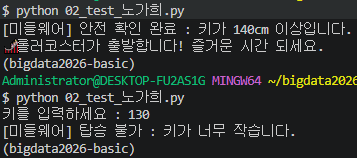 $ python 02_test_노가희.py
[미들웨어] 안전 확인 완료 : 키가 140cm 이상입니다.
🎢롤러코스터가 출발합니다! 즐거운 시간 되세요.
(bigdata2026-basic)
Administrator@DESKTOP-FU2AS1G MINGW64 ~/bigdata2026
$ python 02_test_노가희.py
키를 입력하세요 : 130
[미들웨어] 탑승 불가 : 키가 너무 작습니다.
(bigdata2026-basic)